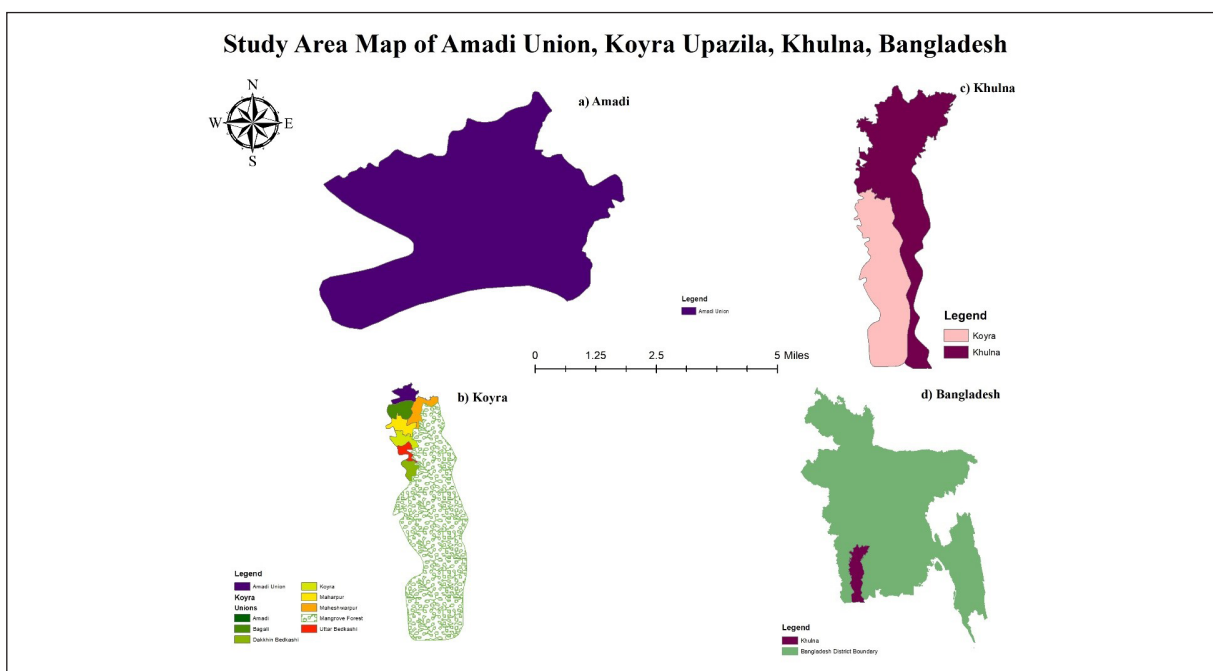 Study Area Map of Amadi Union, Koyra Upazila, Khulna, Bangladesh
N
W E
S
a) Amadi
Legend
Amadi Union
c) Khulna
Legend
Koyra
Khulna
0 1.25 2.5 5 Miles
b) Koyra
Legend
Amadi Union
Koyra
Unions
Amadi
Bagali
Dakhhin Bedkashi
Koyra
Maharpur
Maheshwarpur
Mangrove Forest
Uttar Bedkashi
d) Bangladesh
Legend
Khulna
Bangladesh District Boundary